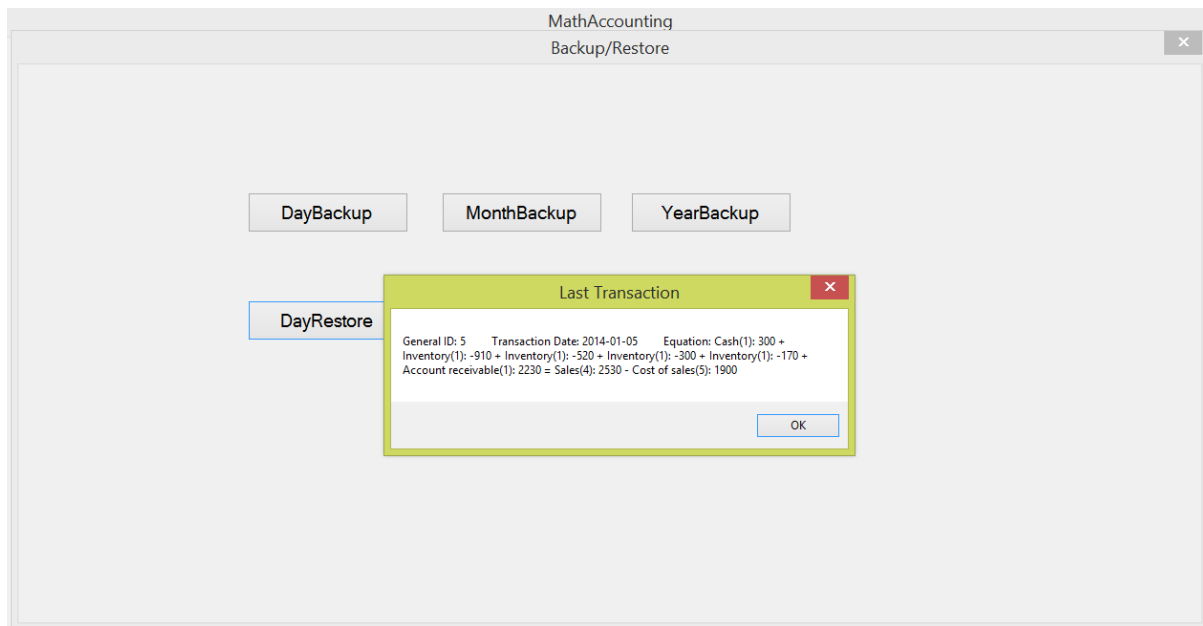 MathAccounting
Backup/Restore
DayBackup
MonthBackup
YearBackup
DayRestore
Last Transaction
General ID: 5 Transaction Date: 2014-01-05 Equation: Cash(1): 300 +
Inventory(1): -910 + Inventory(1): -520 + Inventory(1): -300 + Inventory(1): -170 +
Account receivable(1): 2230 = Sales(4): 2530 - Cost of sales(5): 1900
OK